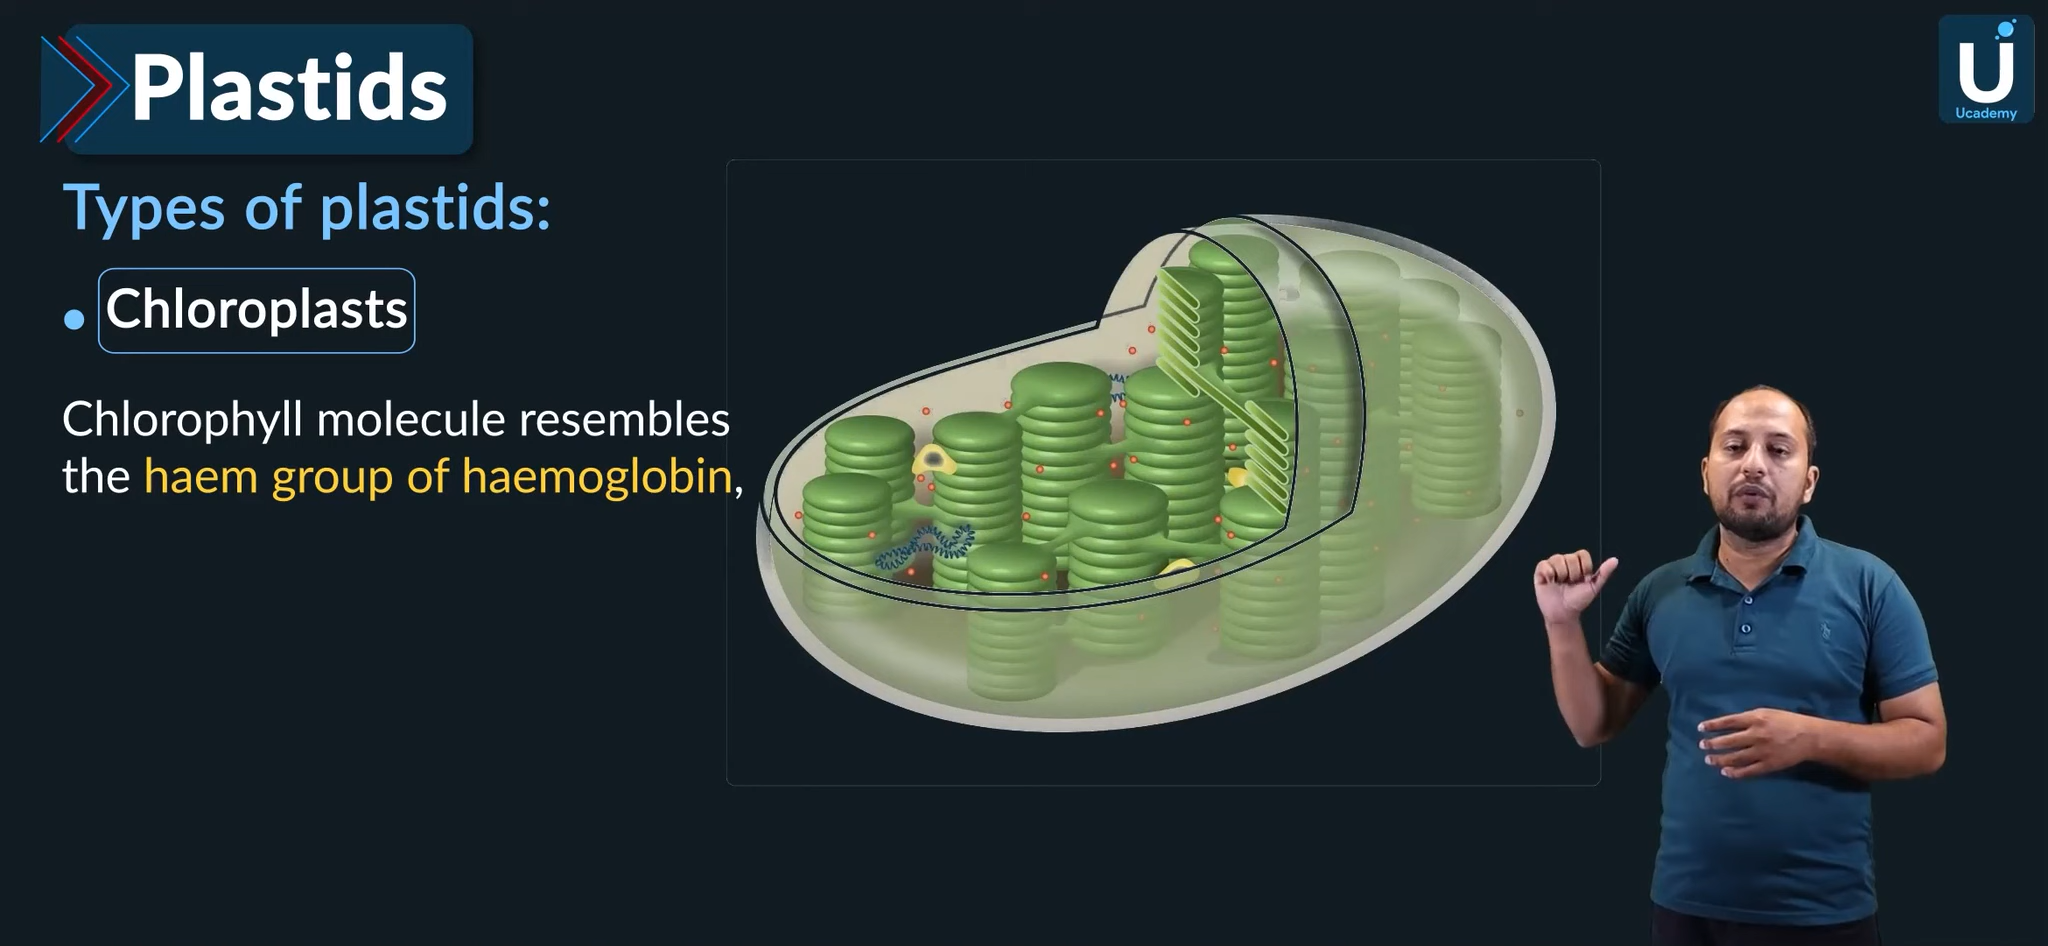 Plastids
U
Ucademy
Types of plastids:
• Chloroplasts
Chlorophyll molecule resembles
the haem group of haemoglobin,